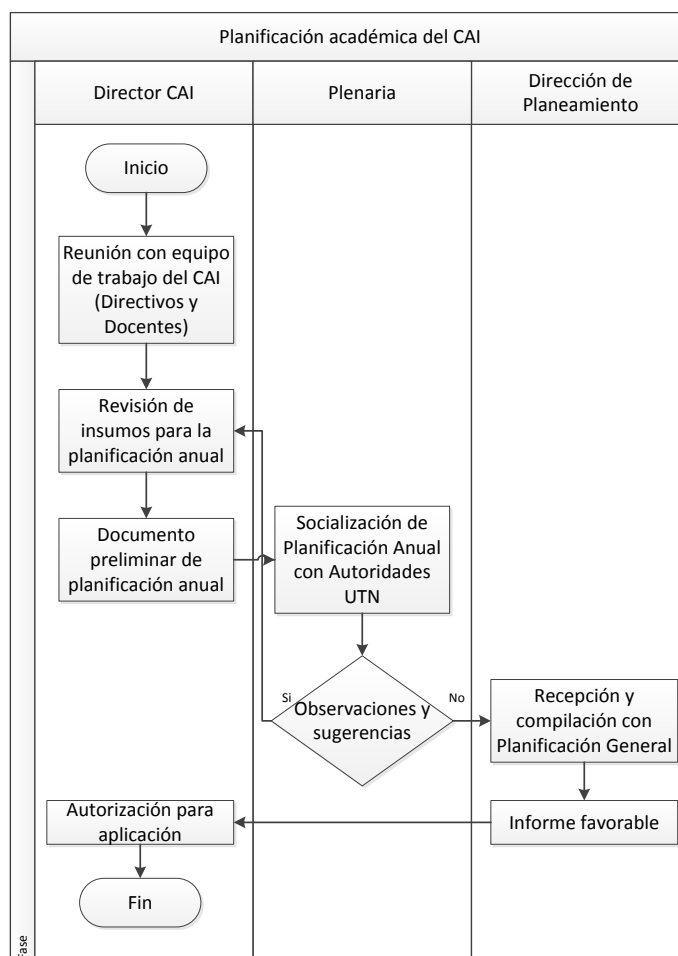 Planificación académica del CAI
Director CAI
Plenaria
Dirección de
Planeamiento
Inicio
Reunión con equipo
de trabajo del CAI
(Directivos y
Docentes)
Revisión de
insumos para la
planificación anual
Documento
preliminar de
planificación anual
Socialización de
Planificación Anual
con Autoridades
UTN
Si
Observaciones y
sugerencias
No
Recepción y
compilación con
Planificación General
Informe favorable
Autorización para
aplicación
Fin
Fase